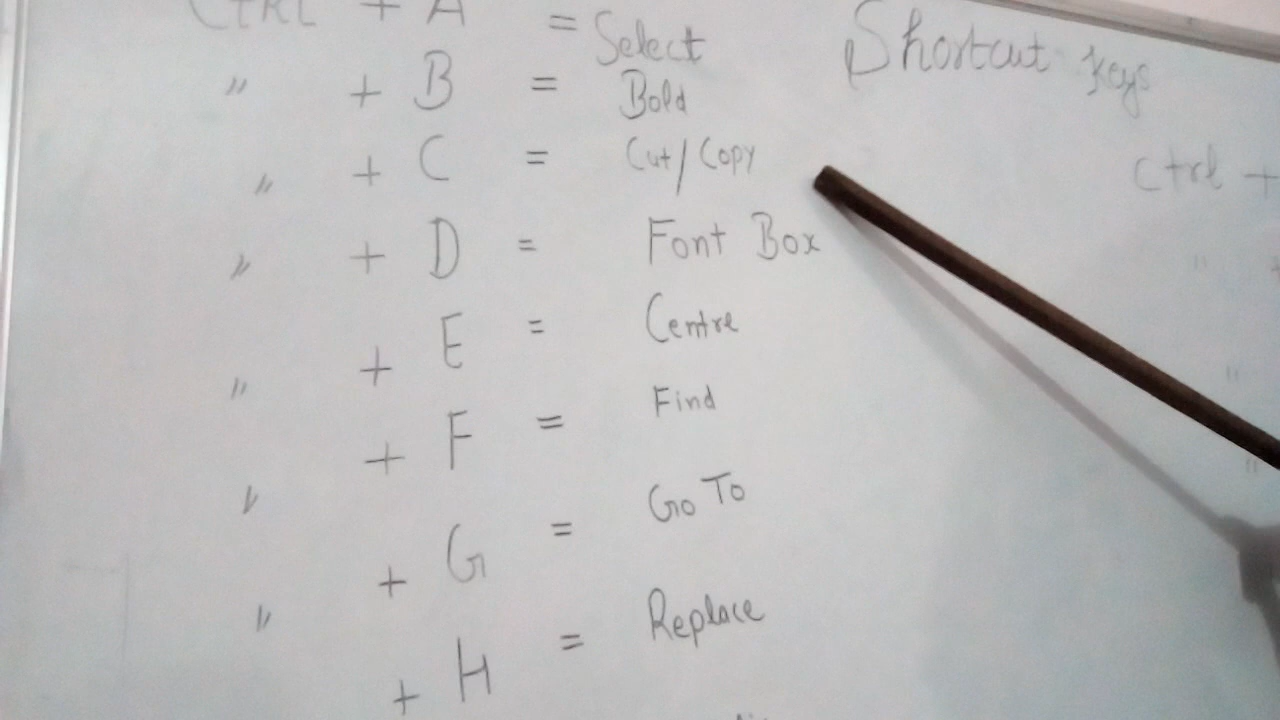 Ctrl + A = Select
Shortcut Keys
" + B = Bold
" + C = Cut/Copy
Ctrl +
" + D = Font Box
"
" + E = Centre
"
" + F = Find
"
" + G = Go To
+ H = Replace